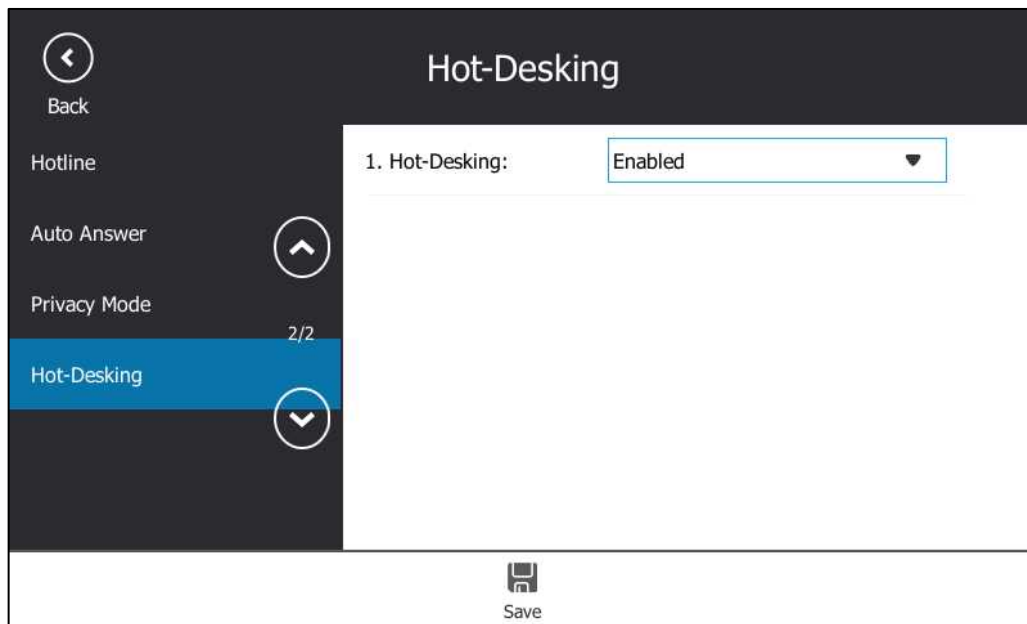 Hot-Desking
Back
Hotline
Auto Answer
Privacy Mode
2/2
Hot-Desking
1. Hot-Desking: Enabled
Save